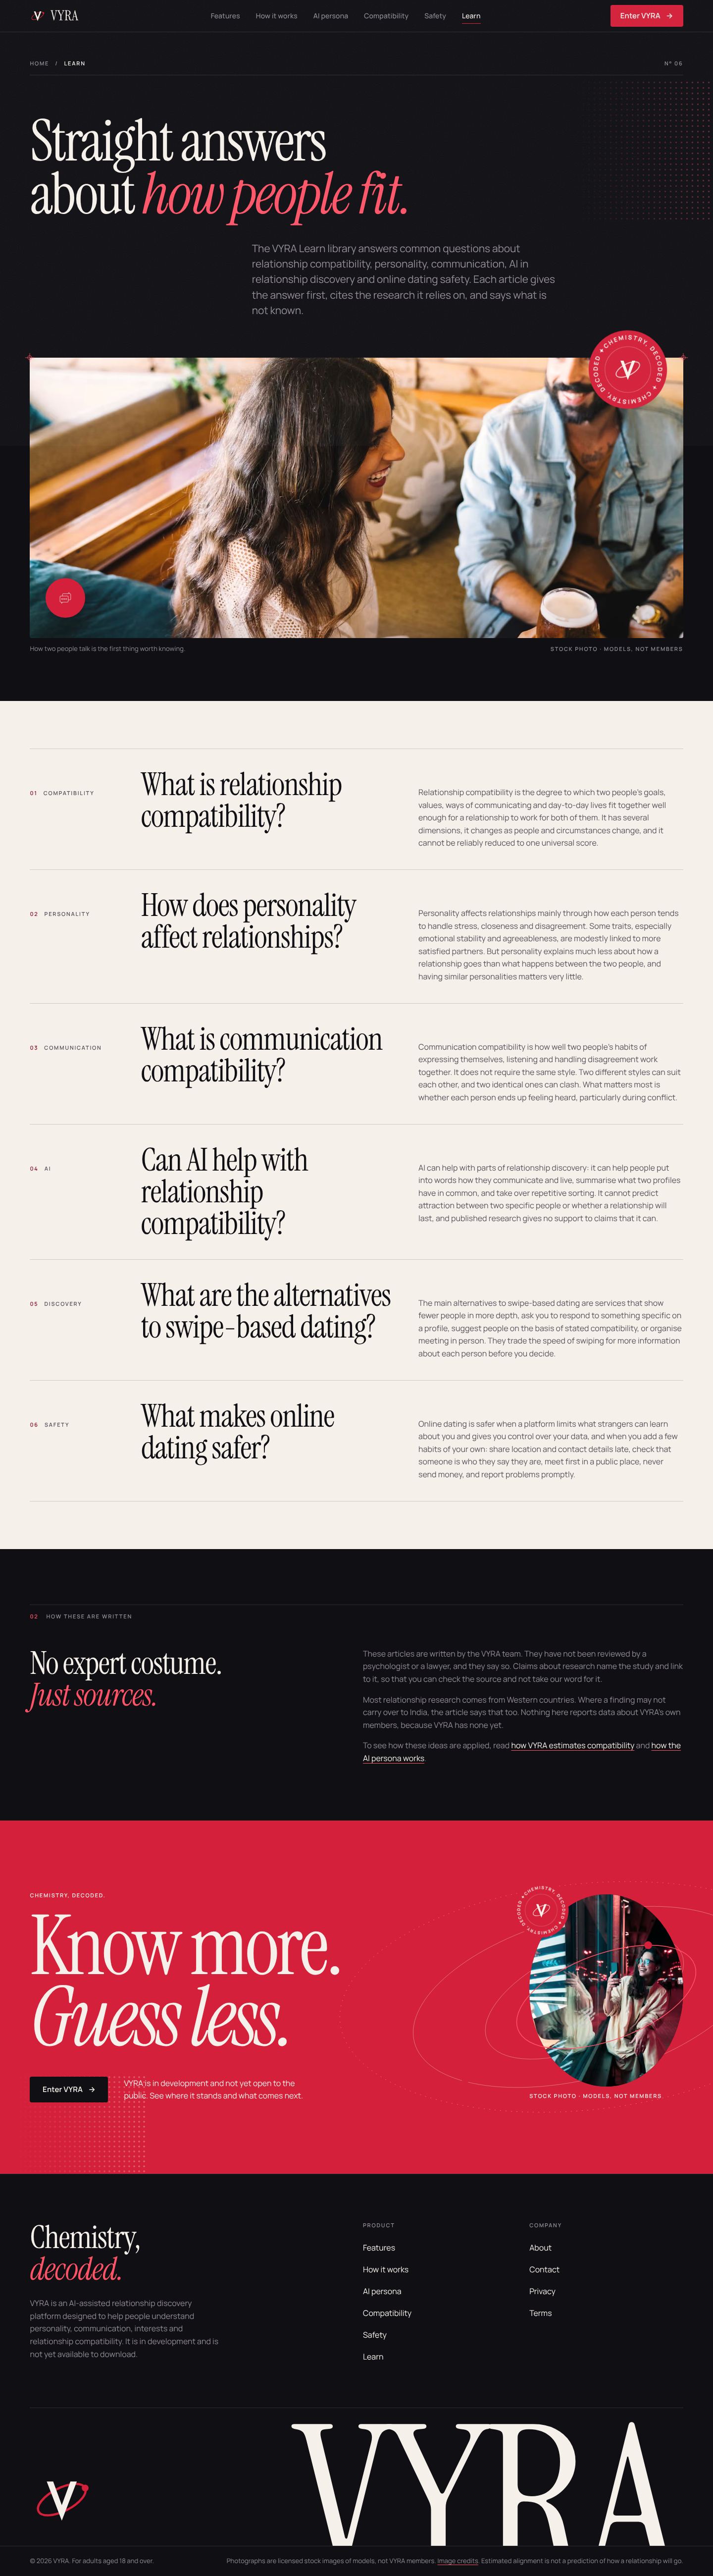 VYRA
Features
How it works
AI persona
Compatibility
Safety
Learn
Enter VYRA →
HOME / LEARN
N° 06
Straight answers
about how people fit.
The VYRA Learn library answers common questions about
relationship compatibility, personality, communication, AI in
relationship discovery and online dating safety. Each article gives
the answer first, cites the research it relies on, and says what is
not known.
CHEMISTRY, DECODED ✦ CHEMISTRY, DECODED ✦
How two people talk is the first thing worth knowing.
STOCK PHOTO · MODELS, NOT MEMBERS
01 COMPATIBILITY
What is relationship
compatibility?
Relationship compatibility is the degree to which two people's goals,
values, ways of communicating and day-to-day lives fit together well
enough for a relationship to work for both of them. It has several
dimensions, it changes as people and circumstances change, and it
cannot be reliably reduced to one universal score.
02 PERSONALITY
How does personality
affect relationships?
Personality affects relationships mainly through how each person tends
to handle stress, closeness and disagreement. Some traits, especially
emotional stability and agreeableness, are modestly linked to more
satisfied partners. But personality explains much less about how a
relationship goes than what happens between the two people, and
having similar personalities matters very little.
03 COMMUNICATION
What is communication
compatibility?
Communication compatibility is how well two people's habits of
expressing themselves, listening and handling disagreement work
together. It does not require the same style. Two different styles can suit
each other, and two identical ones can clash. What matters most is
whether each person ends up feeling heard, particularly during conflict.
04 AI
Can AI help with
relationship
compatibility?
AI can help with parts of relationship discovery: it can help people put
into words how they communicate and live, summarise what two profiles
have in common, and take over repetitive sorting. It cannot predict
attraction between two specific people or whether a relationship will
last, and published research gives no support to claims that it can.
05 DISCOVERY
What are the alternatives
to swipe-based dating?
The main alternatives to swipe-based dating are services that show
fewer people in more depth, ask you to respond to something specific on
a profile, suggest people on the basis of stated compatibility, or organise
meeting in person. They trade the speed of swiping for more information
about each person before you decide.
06 SAFETY
What makes online
dating safer?
Online dating is safer when a platform limits what strangers can learn
about you and gives you control over your data, and when you add a few
habits of your own: share location and contact details late, check that
someone is who they say they are, meet first in a public place, never
send money, and report problems promptly.
02 HOW THESE ARE WRITTEN
No expert costume.
Just sources.
These articles are written by the VYRA team. They have not been reviewed by a
psychologist or a lawyer, and they say so. Claims about research name the study and link
to it, so that you can check the source and not take our word for it.
Most relationship research comes from Western countries. Where a finding may not
carry over to India, the article says that too. Nothing here reports data about VYRA's own
members, because VYRA has none yet.
To see how these ideas are applied, read how VYRA estimates compatibility and how the
AI persona works.
CHEMISTRY, DECODED.
Know more.
Guess less.
Enter VYRA →
VYRA is in development and not yet open to the
public. See where it stands and what comes next.
CHEMISTRY, DECODED ✦ CHEMISTRY, DECODED ✦
STOCK PHOTO · MODELS, NOT MEMBERS
Chemistry,
decoded.
VYRA is an AI-assisted relationship discovery
platform designed to help people understand
personality, communication, interests and
relationship compatibility. It is in development and is
not yet available to download.
PRODUCT
Features
How it works
AI persona
Compatibility
Safety
Learn
COMPANY
About
Contact
Privacy
Terms
V
VYRA
© 2026 VYRA. For adults aged 18 and over.
Photographs are licensed stock images of models, not VYRA members. Image credits. Estimated alignment is not a prediction of how a relationship will go.